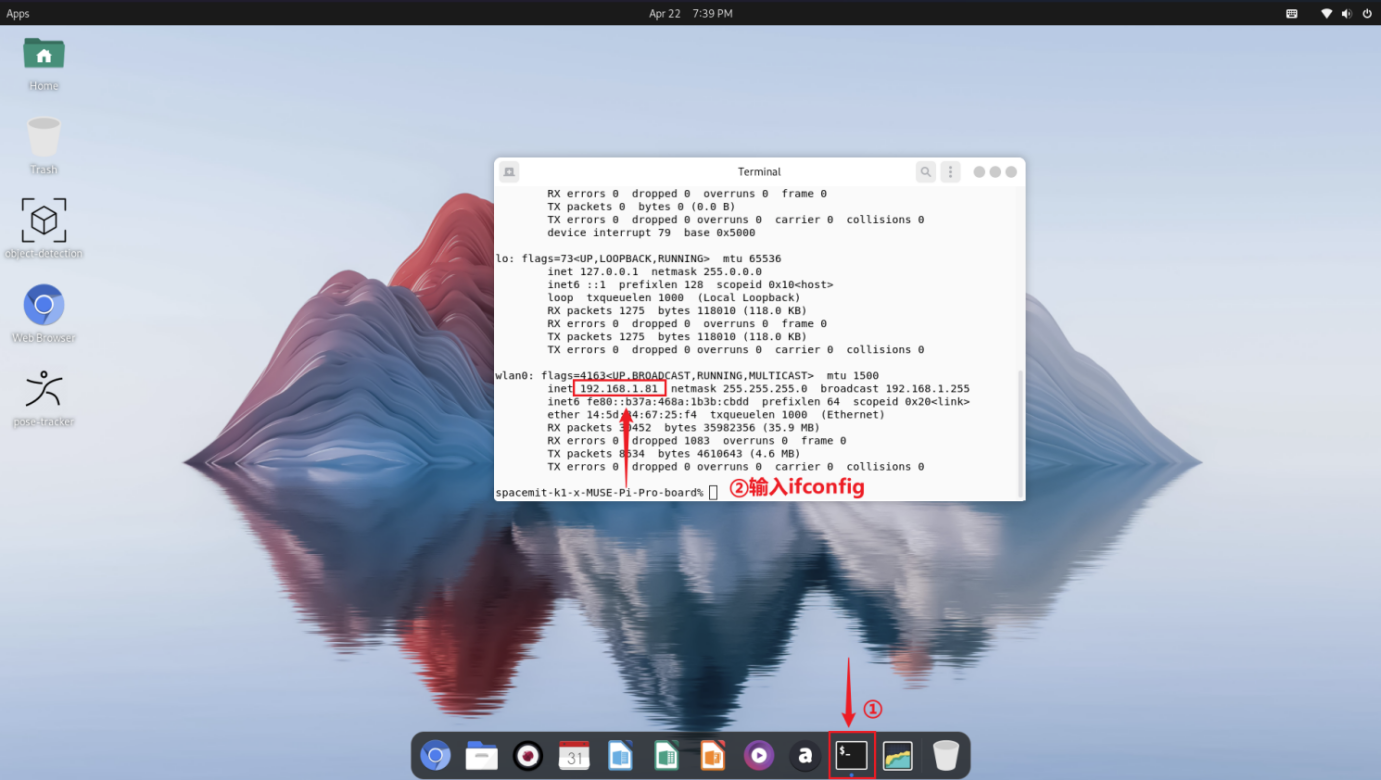 Apps
Apr 22 7:39 PM
Home
Trash
object-detection
Web Browser
pose-tracker
Terminal
RX errors 0 dropped 0 overruns 0 frame 0
TX packets 0 bytes 0 (0.0 B)
TX errors 0 dropped 0 overruns 0 carrier 0 collisions 0
device interrupt 79 base 0x5000
lo: flags=73<UP,LOOPBACK,RUNNING> mtu 65536
inet 127.0.0.1 netmask 255.0.0.0
inet6 ::1 prefixlen 128 scopeid 0x10<host>
loop txqueuelen 1000 (Local Loopback)
RX packets 1275 bytes 118010 (118.0 KB)
RX errors 0 dropped 0 overruns 0 frame 0
TX packets 1275 bytes 118010 (118.0 KB)
TX errors 0 dropped 0 overruns 0 carrier 0 collisions 0
wlan0: flags=4163<UP,BROADCAST,RUNNING,MULTICAST> mtu 1500
inet 192.168.1.81 netmask 255.255.255.0 broadcast 192.168.1.255
inet6 fe80::b37a:468a:1b3b:cbdd prefixlen 64 scopeid 0x20<link>
ether txqueuelen 1000 (Ethernet)
RX packets bytes 35982356 (35.9 MB)
RX errors 0 dropped 1083 overruns 0 frame 0
TX packets bytes 4610643 (4.6 MB)
TX errors 0 dropped 0 overruns 0 carrier 0 collisions 0
spacemit-k1-x-MUSE-Pi-Pro-board%
②输入ifconfig
①
31
a
$_